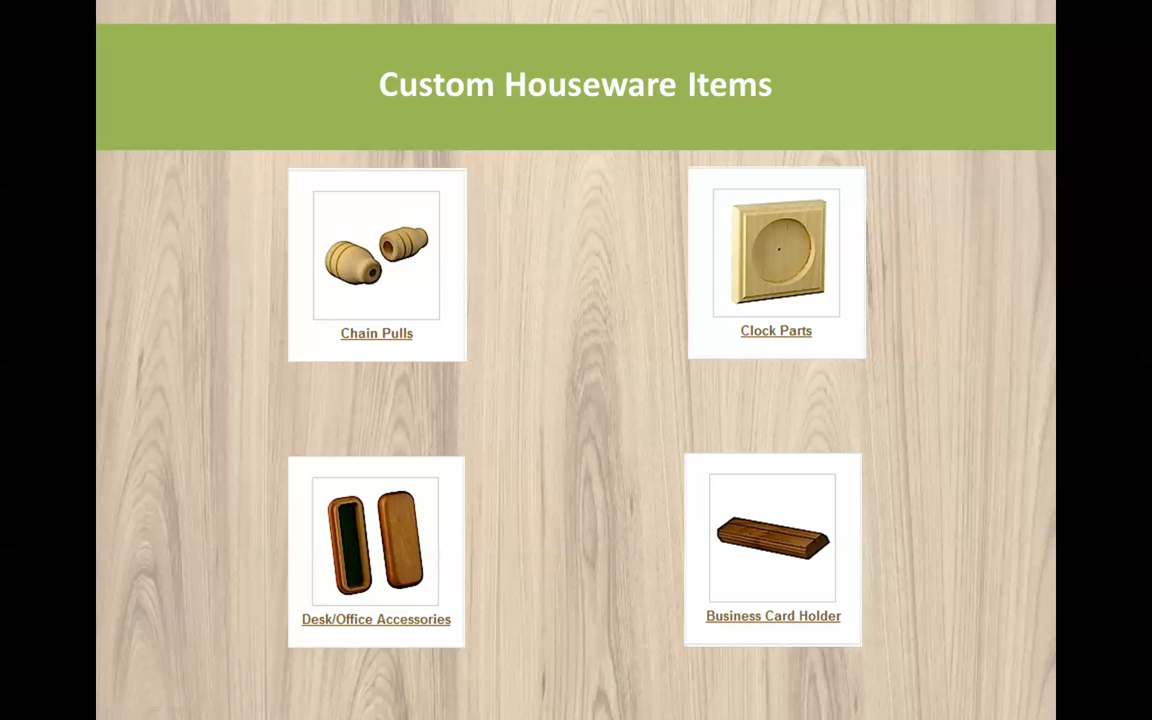 Custom Houseware Items
Chain Pulls
Clock Parts
Desk/Office Accessories
Business Card Holder